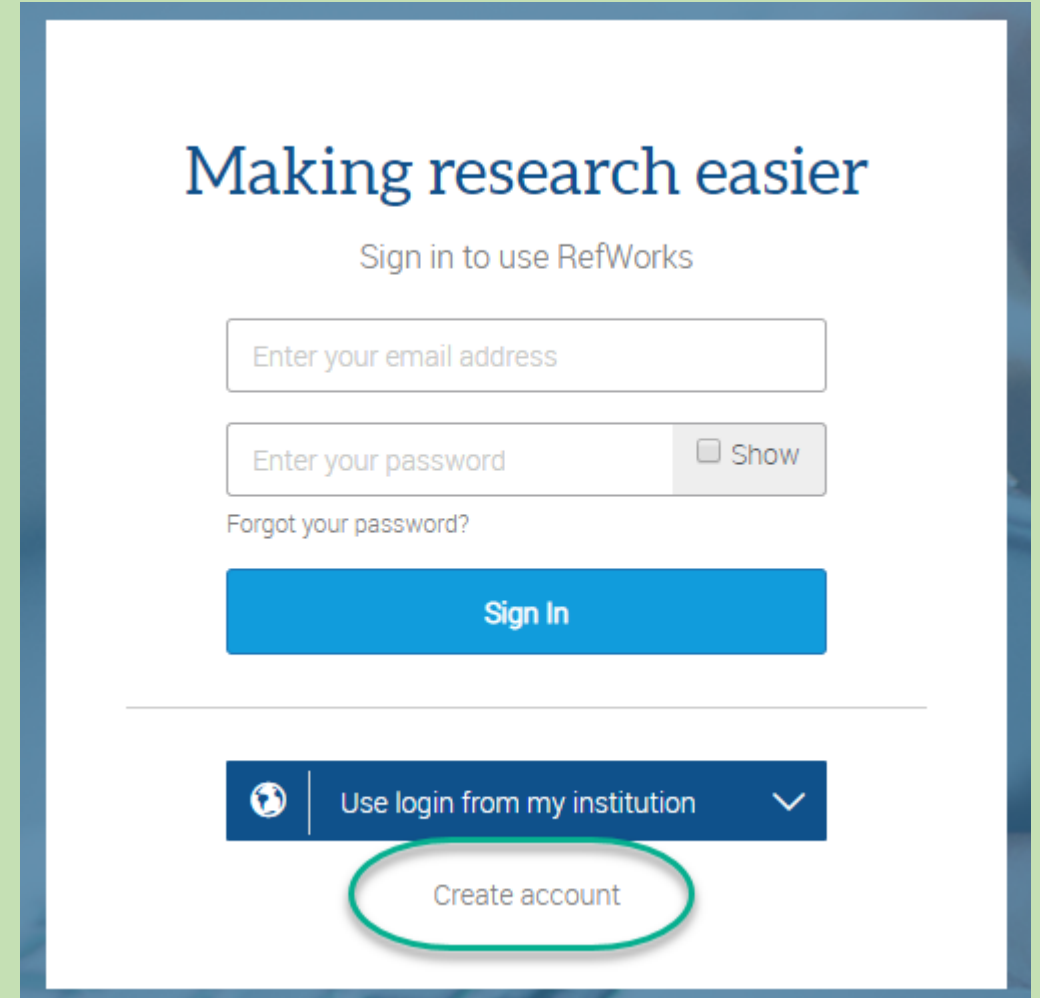 Making research easier
Sign in to use RefWorks
Enter your email address
Enter your password
Show
Forgot your password?
Sign In
Use login from my institution
Create account